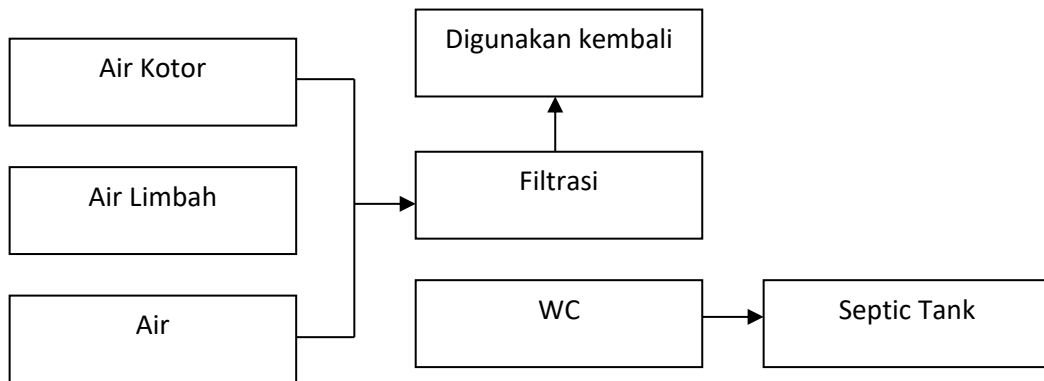 Digunakan kembali
Air Kotor
Air Limbah
Filtrasi
Air
WC
Septic Tank